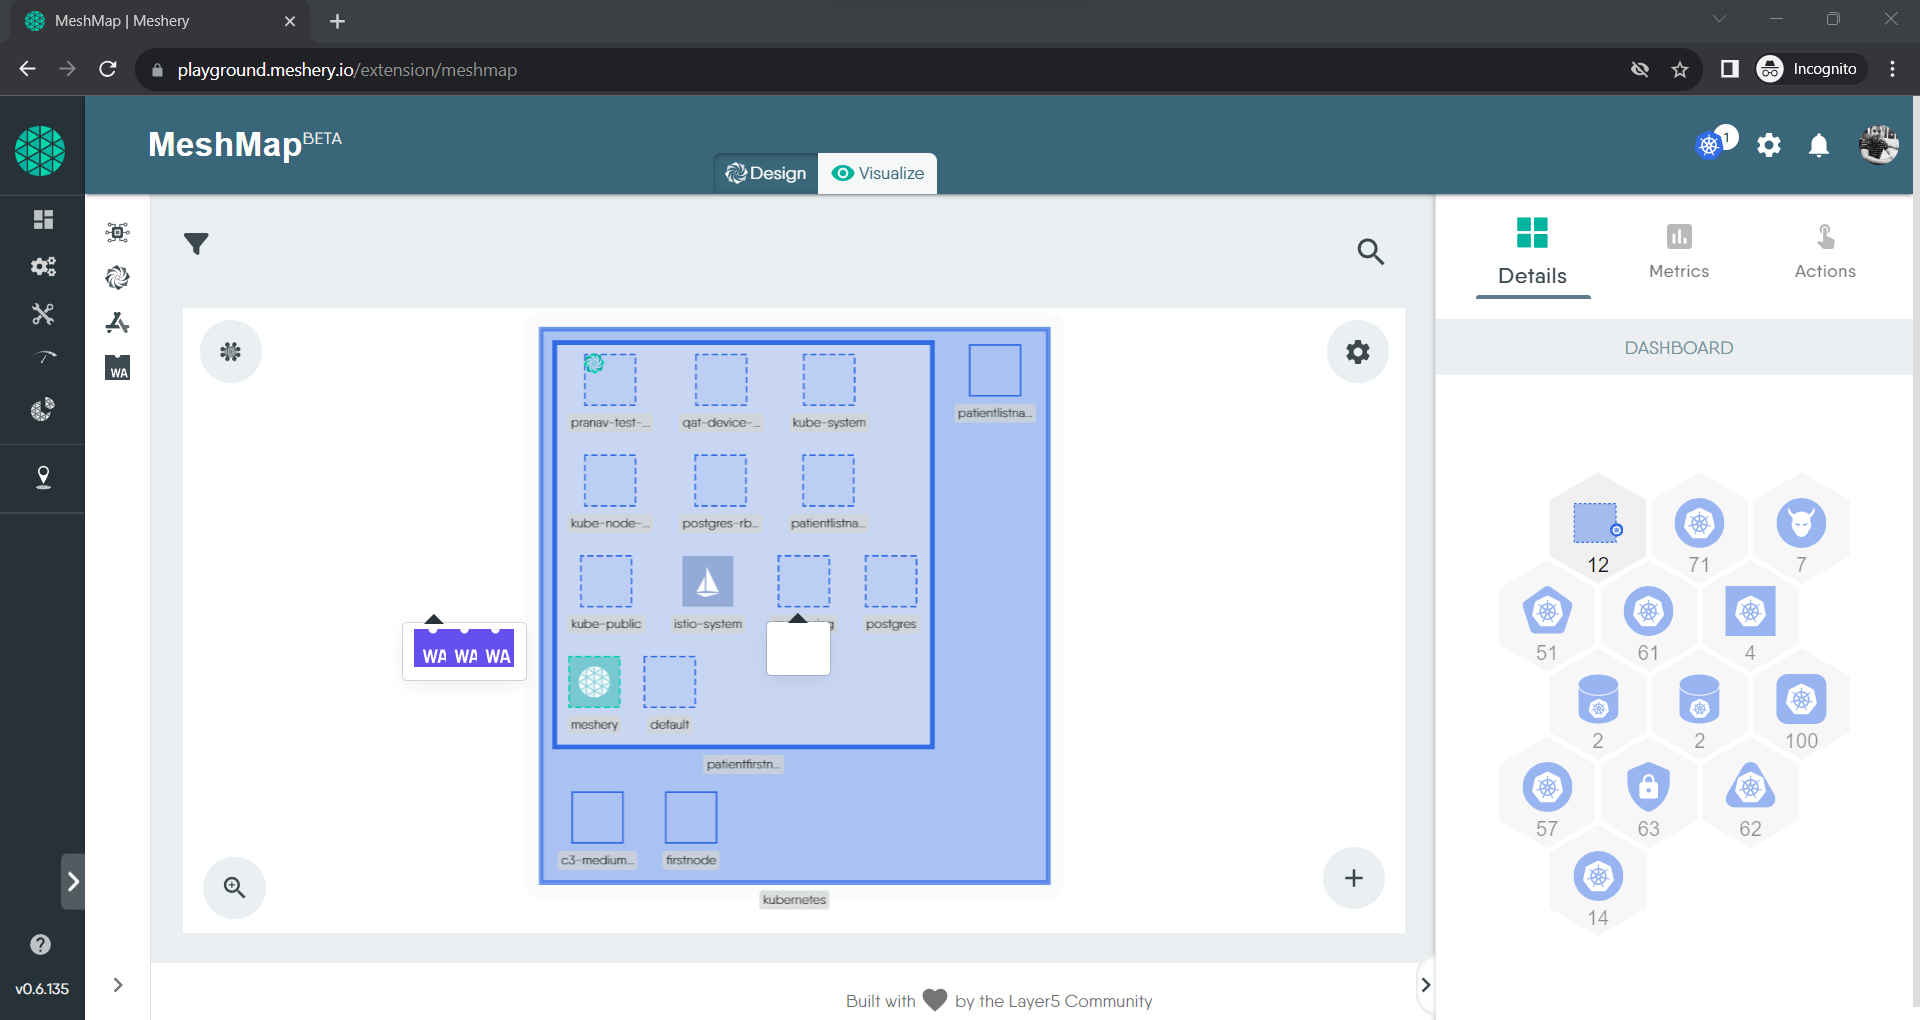 MeshMap | Meshery
playground.meshery.io/extension/meshmap
Incognito
MeshMap BETA
Design
Visualize
1
Details
Metrics
Actions
DASHBOARD
WA
pranav-test-...
qat-device-...
kube-system
patientlistna...
kube-node-...
postgres-rb...
patientlistna...
kube-public
istio-system
g
postgres
WA WA WA
meshery
default
patientfirstn...
c3-medium...
firstnode
kubernetes
12
71
7
51
61
4
2
2
100
57
63
62
14
v0.6.135
Built with by the Layer5 Community